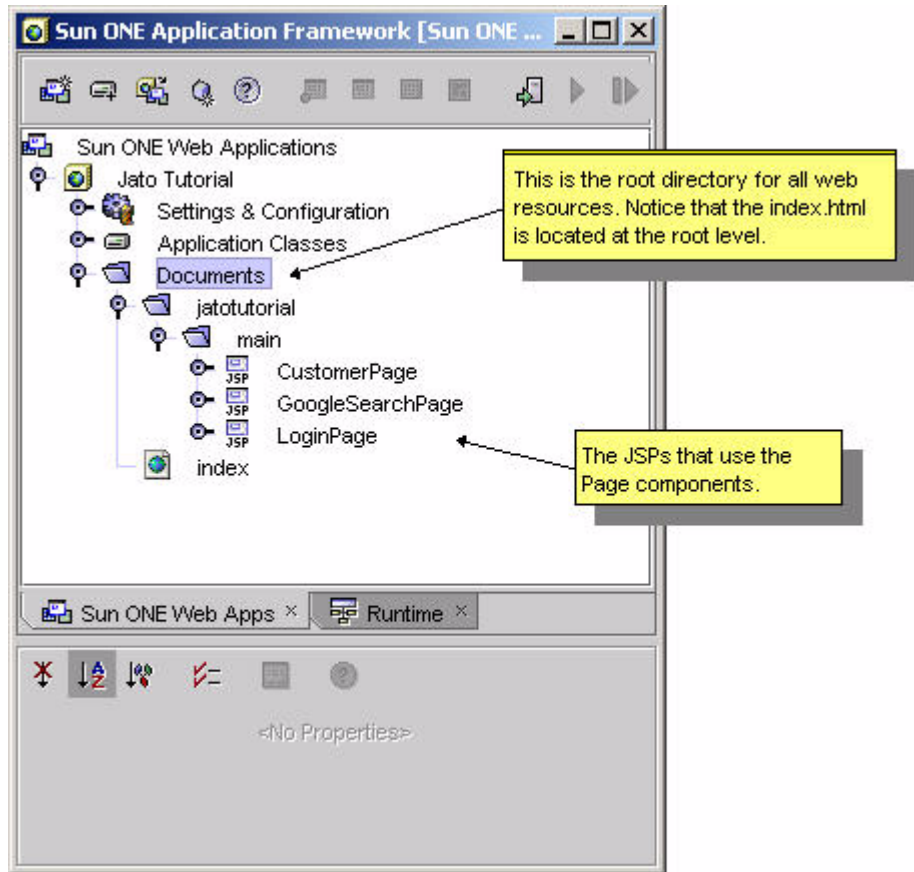 Sun ONE Application Framework [Sun ONE ...
Sun ONE Web Applications
Jato Tutorial
Settings & Configuration
Application Classes
Documents
jatotutorial
main
JSP CustomerPage
JSP GoogleSearchPage
JSP LoginPage
index
This is the root directory for all web
resources. Notice that the index.html
is located at the root level.
The JSPs that use the
Page components.
Sun ONE Web Apps × Runtime ×
<No Properties>